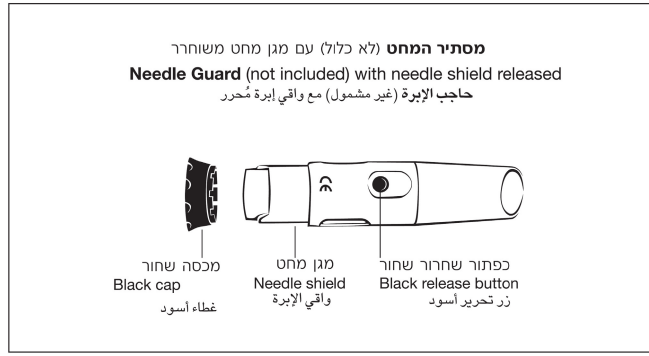 מסתיר המחט (לא כלול) עם מגן מחט משוחרר
Needle Guard (not included) with needle shield released
حاجب الإبرة (غير مشمول) مع واقي إبرة مُحرر
CE
מכסה שחור
Black cap
غطاء أسود
מגן מחט
Needle shield
واقي الإبرة
כפתור שחרור שחור
Black release button
زر تحرير أسود